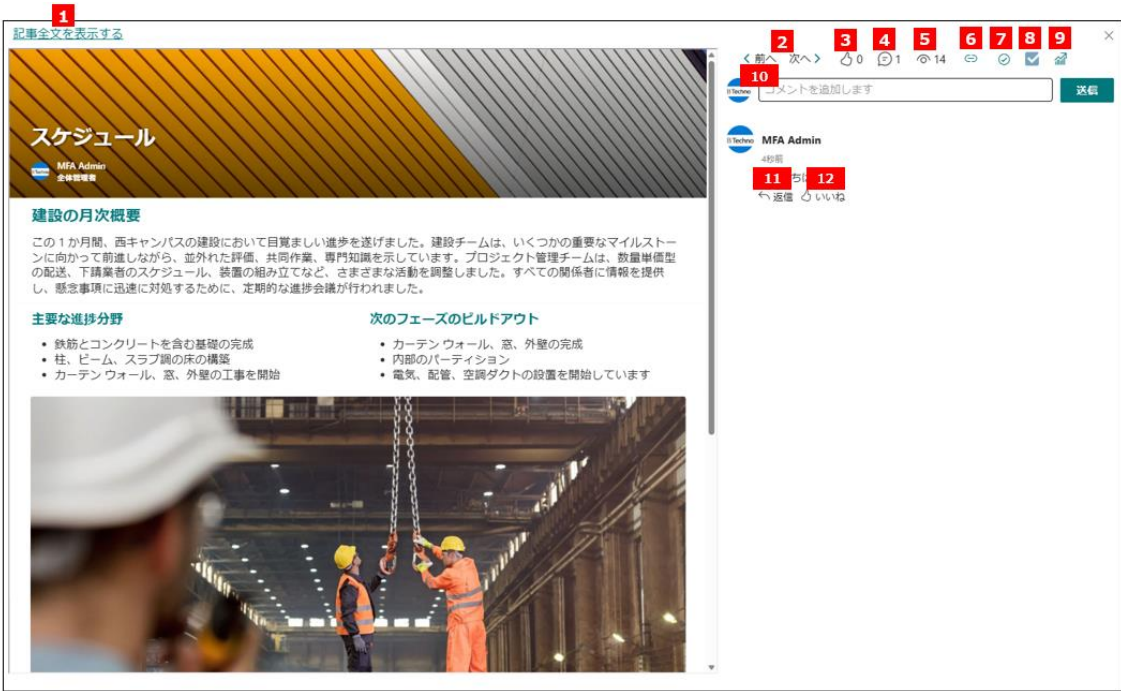 1
記事全文を表示する
2
3
4
5
6
7
8
9
前へ 次へ 0 1 14
10
コメントを追加します
送信
スケジュール
MFA Admin
全体管理者
MFA Admin
4秒前
11
12
返信 いいね
建設の月次概要
この 1 か月間、西キャンパスの建設において目覚ましい進歩を遂げました。建設チームは、いくつかの重要なマイルストー
ンに向かって前進しながら、並外れた評価、共同作業、専門知識を示しています。プロジェクト管理チームは、数量単価型
の配送、下請業者のスケジュール、装置の組み立てなど、さまざまな活動を調整しました。すべての関係者に情報を提供
し、懸念事項に迅速に対処するために、定期的な進捗会議が行われました。
主要な進捗分野
• 鉄筋とコンクリートを含む基礎の完成
• 柱、ビーム、スラブ調の床の構築
• カーテン ウォール、窓、外壁の工事を開始
次のフェーズのビルドアウト
• カーテン ウォール、窓、外壁の完成
• 内部のパーティション
• 電気、配管、空調ダクトの設置を開始しています